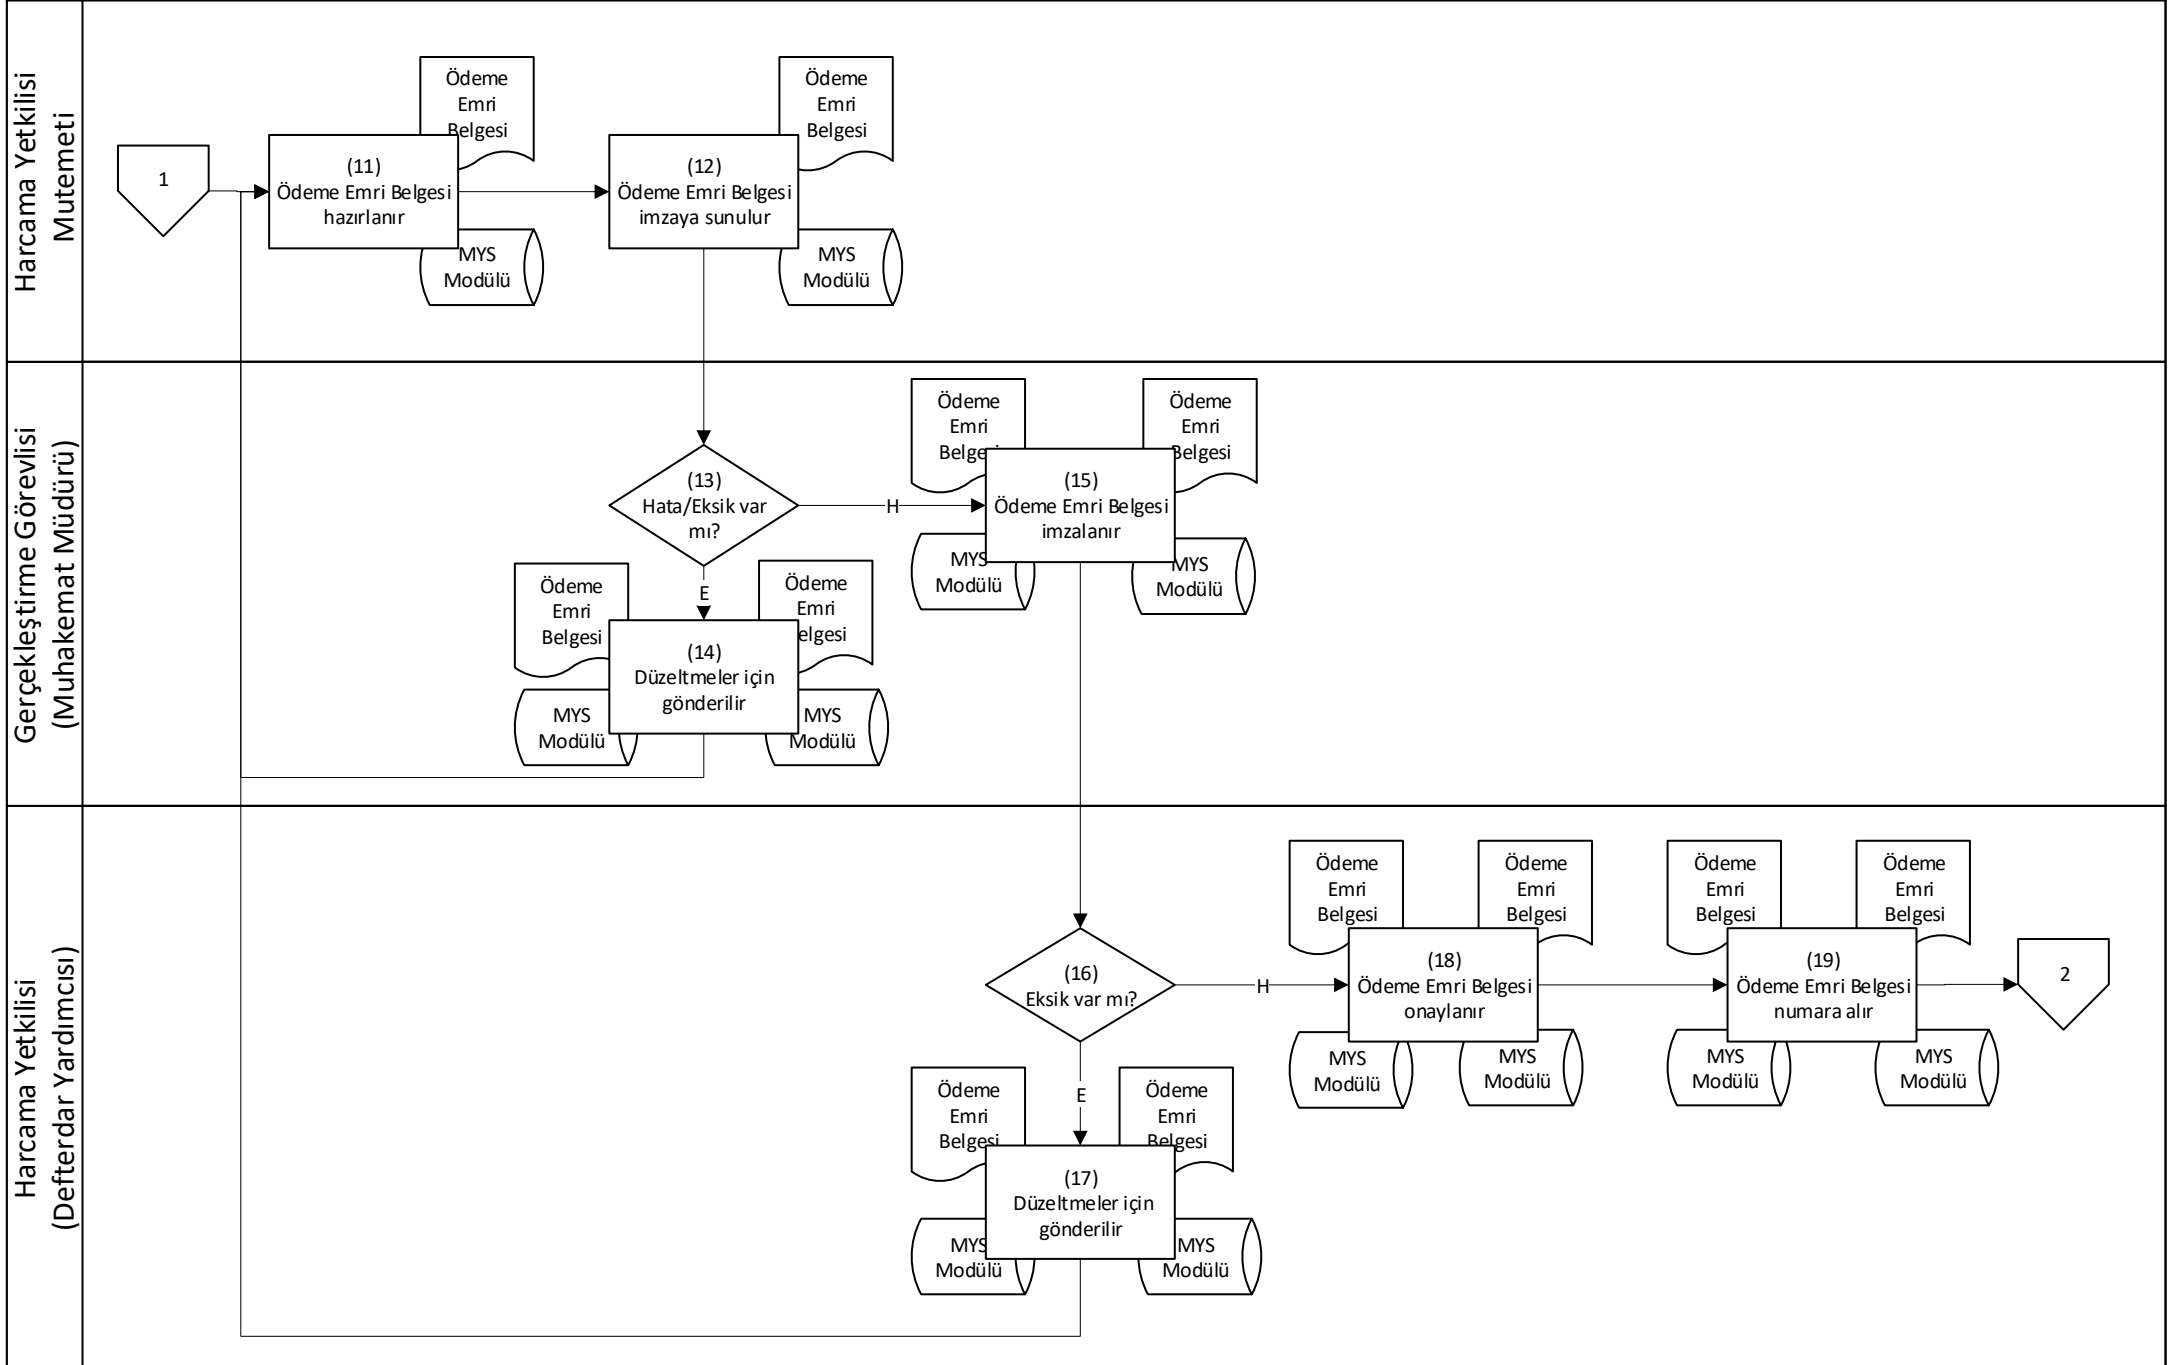 Harcama Yetkilisi
Mutemeti
1
Ödeme
Emri
Belgesi
(11)
Ödeme Emri Belgesi
hazırlanır
MYS
Modülü
Ödeme
Emri
Belgesi
(12)
Ödeme Emri Belgesi
imzaya sunulur
MYS
Modülü
Gerçekleştirme Görevlisi
(Muhakemat Müdürü)
(13)
Hata/Eksik var
mı?
H
E
Ödeme
Emri
Belgesi
Ödeme
Emri
elgesi
(14)
Düzeltmeler için
gönderilir
MYS
Modülü
MYS
Modülü
Ödeme
Emri
Belgesi
Ödeme
Emri
Belgesi
(15)
Ödeme Emri Belgesi
imzalanır
MYS
Modülü
MYS
Modülü
Harcama Yetkilisi
(Defterdar Yardımcısı)
(16)
Eksik var mı?
H
E
Ödeme
Emri
Belgesi
Ödeme
Emri
Belgesi
(17)
Düzeltmeler için
gönderilir
MYS
Modülü
MYS
Modülü
Ödeme
Emri
Belgesi
Ödeme
Emri
Belgesi
(18)
Ödeme Emri Belgesi
onaylanır
MYS
Modülü
MYS
Modülü
Ödeme
Emri
Belgesi
Ödeme
Emri
Belgesi
(19)
Ödeme Emri Belgesi
numara alır
MYS
Modülü
MYS
Modülü
2